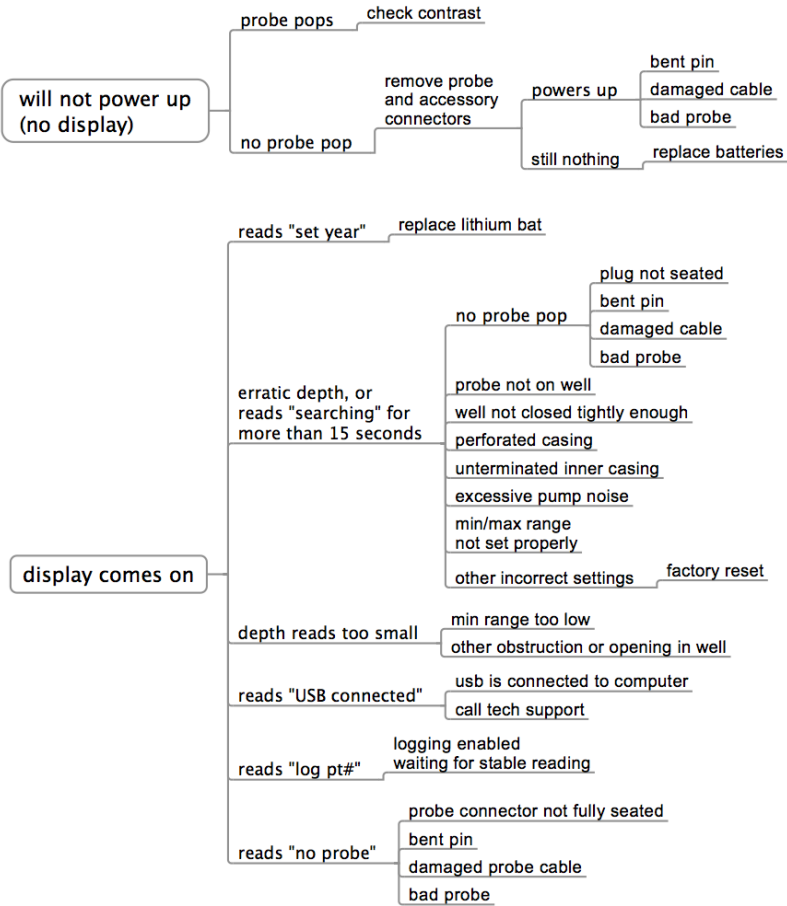 probe pops
check contrast
will not power up
(no display)
no probe pop
remove probe
and accessory
connectors
powers up
bent pin
damaged cable
bad probe
still nothing
replace batteries
display comes on
reads "set year"
replace lithium bat
erratic depth, or
reads "searching" for
more than 15 seconds
no probe pop
plug not seated
bent pin
damaged cable
bad probe
probe not on well
well not closed tightly enough
perforated casing
unterminated inner casing
excessive pump noise
min/max range
not set properly
other incorrect settings
factory reset
depth reads too small
min range too low
other obstruction or opening in well
reads "USB connected"
usb is connected to computer
call tech support
reads "log pt#"
logging enabled
waiting for stable reading
reads "no probe"
probe connector not fully seated
bent pin
damaged probe cable
bad probe